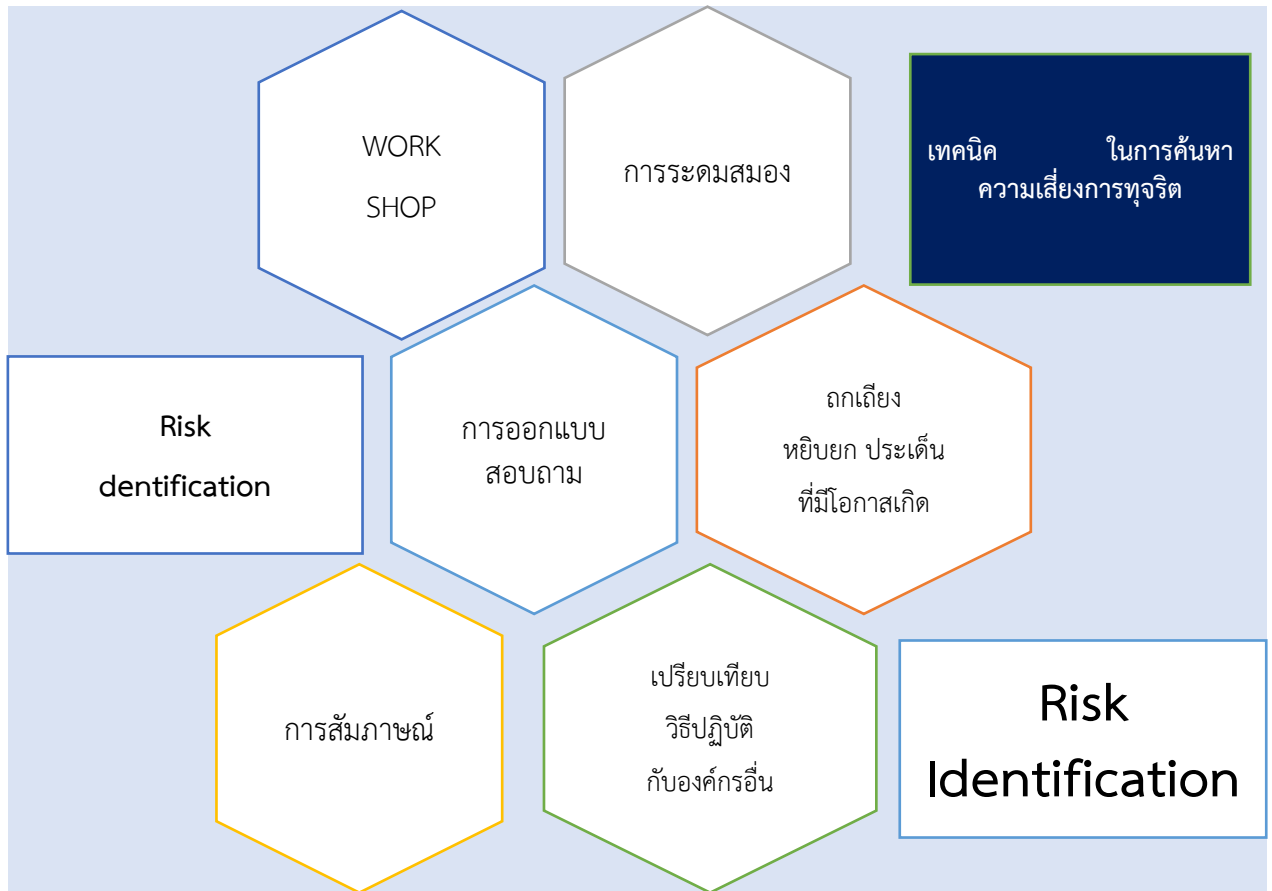 WORK
SHOP
การระดมสมอง
เทคนิค ในการค้นหา
ความเสี่ยงการทุจริต
Risk
dentification
การออกแบบ
สอบถาม
ถกเถียง
หยิบยก ประเด็น
ที่มีโอกาสเกิด
การสัมภาษณ์
เปรียบเทียบ
วิธีปฏิบัติ
กับองค์กรอื่น
Risk
Identification